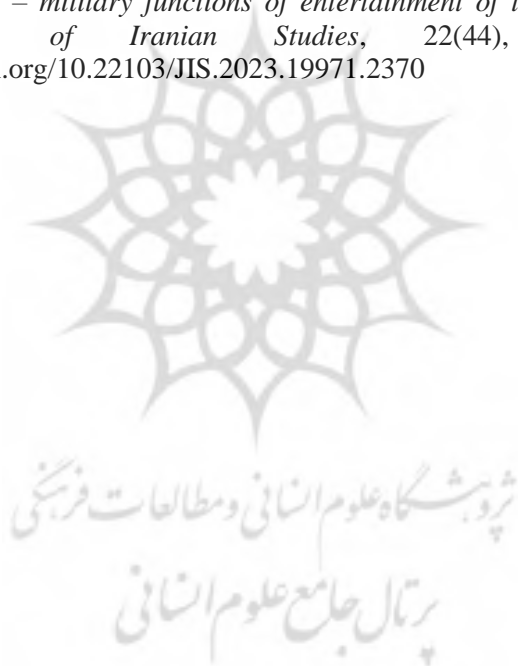 – military functions of entertainment of t
of Iranian Studies, 22(44),
.org/10.22103/JIS.2023.19971.2370
پژوهشگاه علوم انسانی و مطالعات فرهنگی
پرتال جامع علوم انسانی